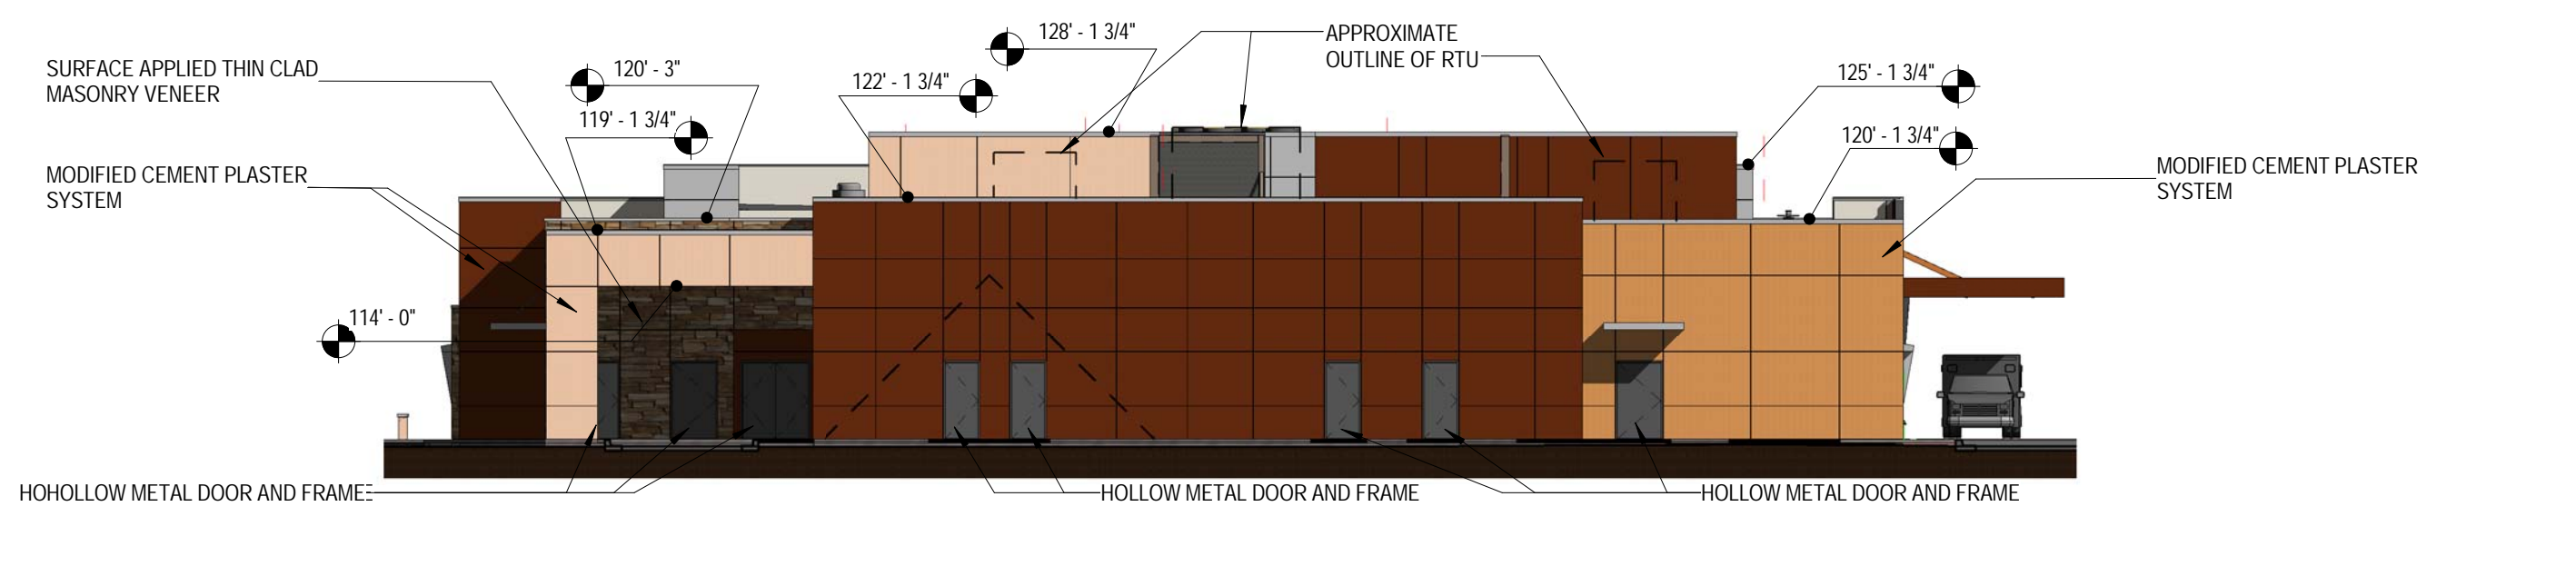 128' - 1 3/4"
APPROXIMATE
OUTLINE OF RTU
SURFACE APPLIED THIN CLAD
MASONRY VENEER
120' - 3"
122' - 1 3/4"
125' - 1 3/4"
119' - 1 3/4"
120' - 1 3/4"
MODIFIED CEMENT PLASTER
SYSTEM
MODIFIED CEMENT PLASTER
SYSTEM
114' - 0"
HOHOLLOW METAL DOOR AND FRAME
HOLLOW METAL DOOR AND FRAME
HOLLOW METAL DOOR AND FRAME